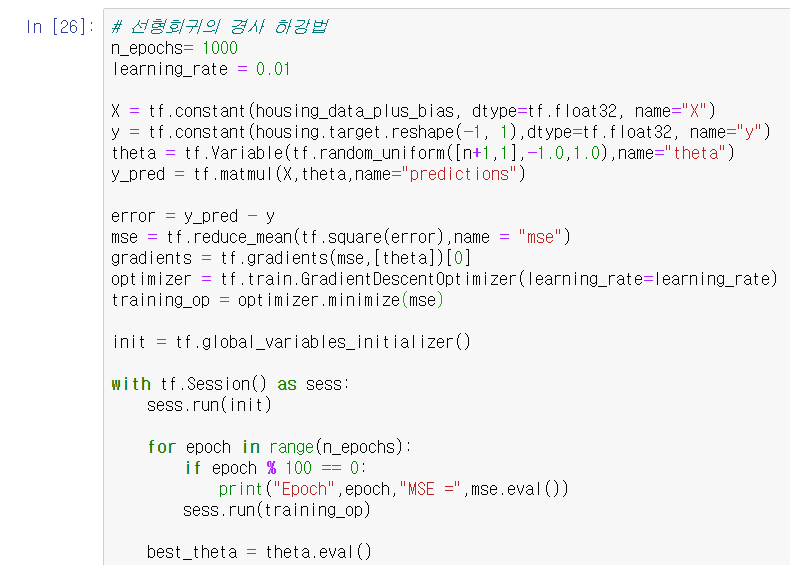 In [26]:
# 선형회귀의 경사 하강법
n_epochs= 1000
learning_rate = 0.01
X = tf.constant(housing_data_plus_bias, dtype=tf.float32, name="X")
y = tf.constant(housing.target.reshape(-1, 1),dtype=tf.float32, name="y")
theta = tf.Variable(tf.random_uniform([n+1,1],-1.0,1.0),name="theta")
y_pred = tf.matmul(X,theta,name="predictions")
error = y_pred - y
mse = tf.reduce_mean(tf.square(error),name = "mse")
gradients = tf.gradients(mse,[theta])[0]
optimizer = tf.train.GradientDescentOptimizer(learning_rate=learning_rate)
training_op = optimizer.minimize(mse)
init = tf.global_variables_initializer()
with tf.Session() as sess:
    sess.run(init)
    for epoch in range(n_epochs):
        if epoch % 100 == 0:
            print("Epoch",epoch,"MSE =",mse.eval())
        sess.run(training_op)
    best_theta = theta.eval()